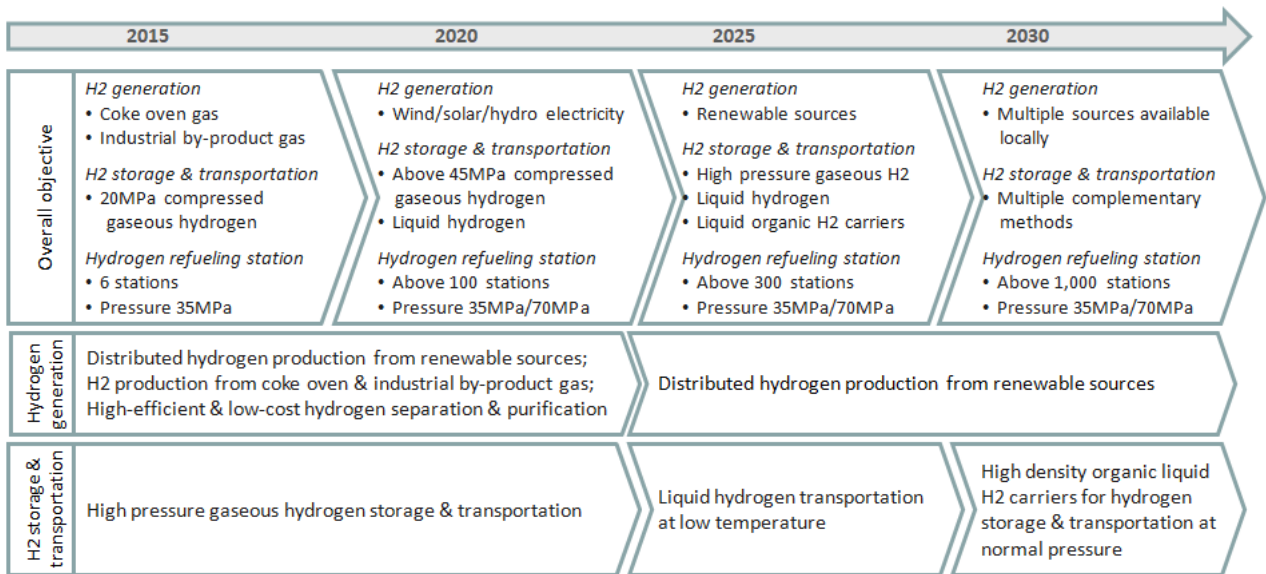 2015
2020
2025
2030
Overall objective
H2 generation
• Coke oven gas
• Industrial by-product gas
H2 storage & transportation
• 20MPa compressed
gaseous hydrogen
Hydrogen refueling station
• 6 stations
• Pressure 35MPa
H2 generation
• Wind/solar/hydro electricity
H2 storage & transportation
• Above 45MPa compressed
gaseous hydrogen
• Liquid hydrogen
Hydrogen refueling station
• Above 100 stations
• Pressure 35MPa/70MPa
H2 generation
• Renewable sources
H2 storage & transportation
• High pressure gaseous H2
• Liquid hydrogen
• Liquid organic H2 carriers
Hydrogen refueling station
• Above 300 stations
• Pressure 35MPa/70MPa
H2 generation
• Multiple sources available
locally
H2 storage & transportation
• Multiple complementary
methods
Hydrogen refueling station
• Above 1,000 stations
• Pressure 35MPa/70MPa
Hydrogen
generation
Distributed hydrogen production from renewable sources;
H2 production from coke oven & industrial by-product gas;
High-efficient & low-cost hydrogen separation & purification
Distributed hydrogen production from renewable sources
H2 storage &
transportation
High pressure gaseous hydrogen storage & transportation
Liquid hydrogen transportation
at low temperature
High density organic liquid
H2 carriers for hydrogen
storage & transportation at
normal pressure